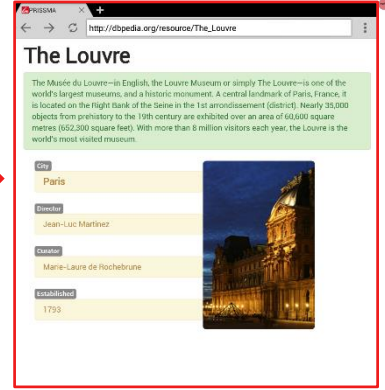 PRISSMA
http://dbpedia.org/resource/The_Louvre
The Louvre
The Musée du Louvre—in English, the Louvre Museum or simply The Louvre—is one of the
world's largest museums, and a historic monument. A central landmark of Paris, France, it
is located on the Right Bank of the Seine in the 1st arrondissement (district). Nearly 35,000
objects from prehistory to the 19th century are exhibited over an area of 60,600 square
metres (652,300 square feet). With more than 8 million visitors each year, the Louvre is the
world's most visited museum.
City
Paris
Director
Jean-Luc Martinez
Curator
Marie-Laure de Rochebrune
Estabilished
1793